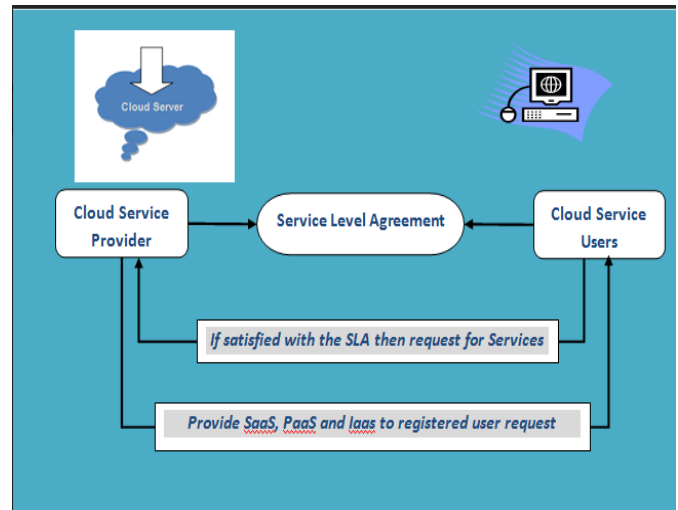 Cloud Server
Cloud Service
Provider
Service Level Agreement
Cloud Service
Users
If satisfied with the SLA then request for Services
Provide SaaS, PaaS and Iaas to registered user request